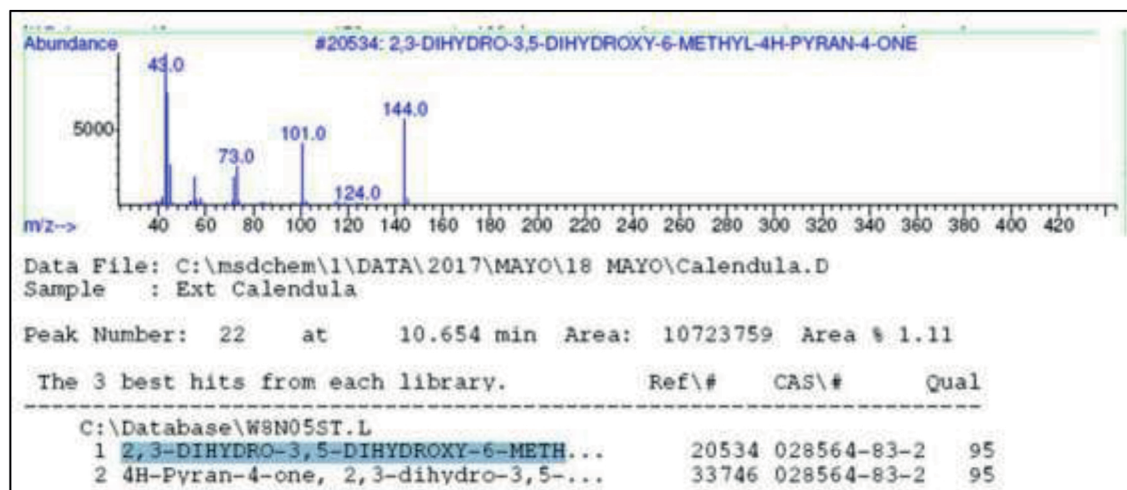 Abundance #20534: 2,3-DIHYDRO-3,5-DIHYDROXY-6-METHYL-4H-PYRAN-4-ONE
43.0
144.0
5000
101.0
73.0
124.0
m/z--> 40 60 80 100 120 140 160 180 200 220 240 260 280 300 320 340 360 380 400 420
Data File: C:\msdchem\1\DATA\2017\MAYO\18 MAYO\Calendula.D
Sample : Ext Calendula
Peak Number: 22 at 10.654 min Area: 10723759 Area % 1.11
The 3 best hits from each library. Ref\# CAS\# Qual
C:\Database\W8N05ST.L
1 2,3-DIHYDRO-3,5-DIHYDROXY-6-METH... 20534 028564-83-2 95
2 4H-Pyran-4-one, 2,3-dihydro-3,5-... 33746 028564-83-2 95